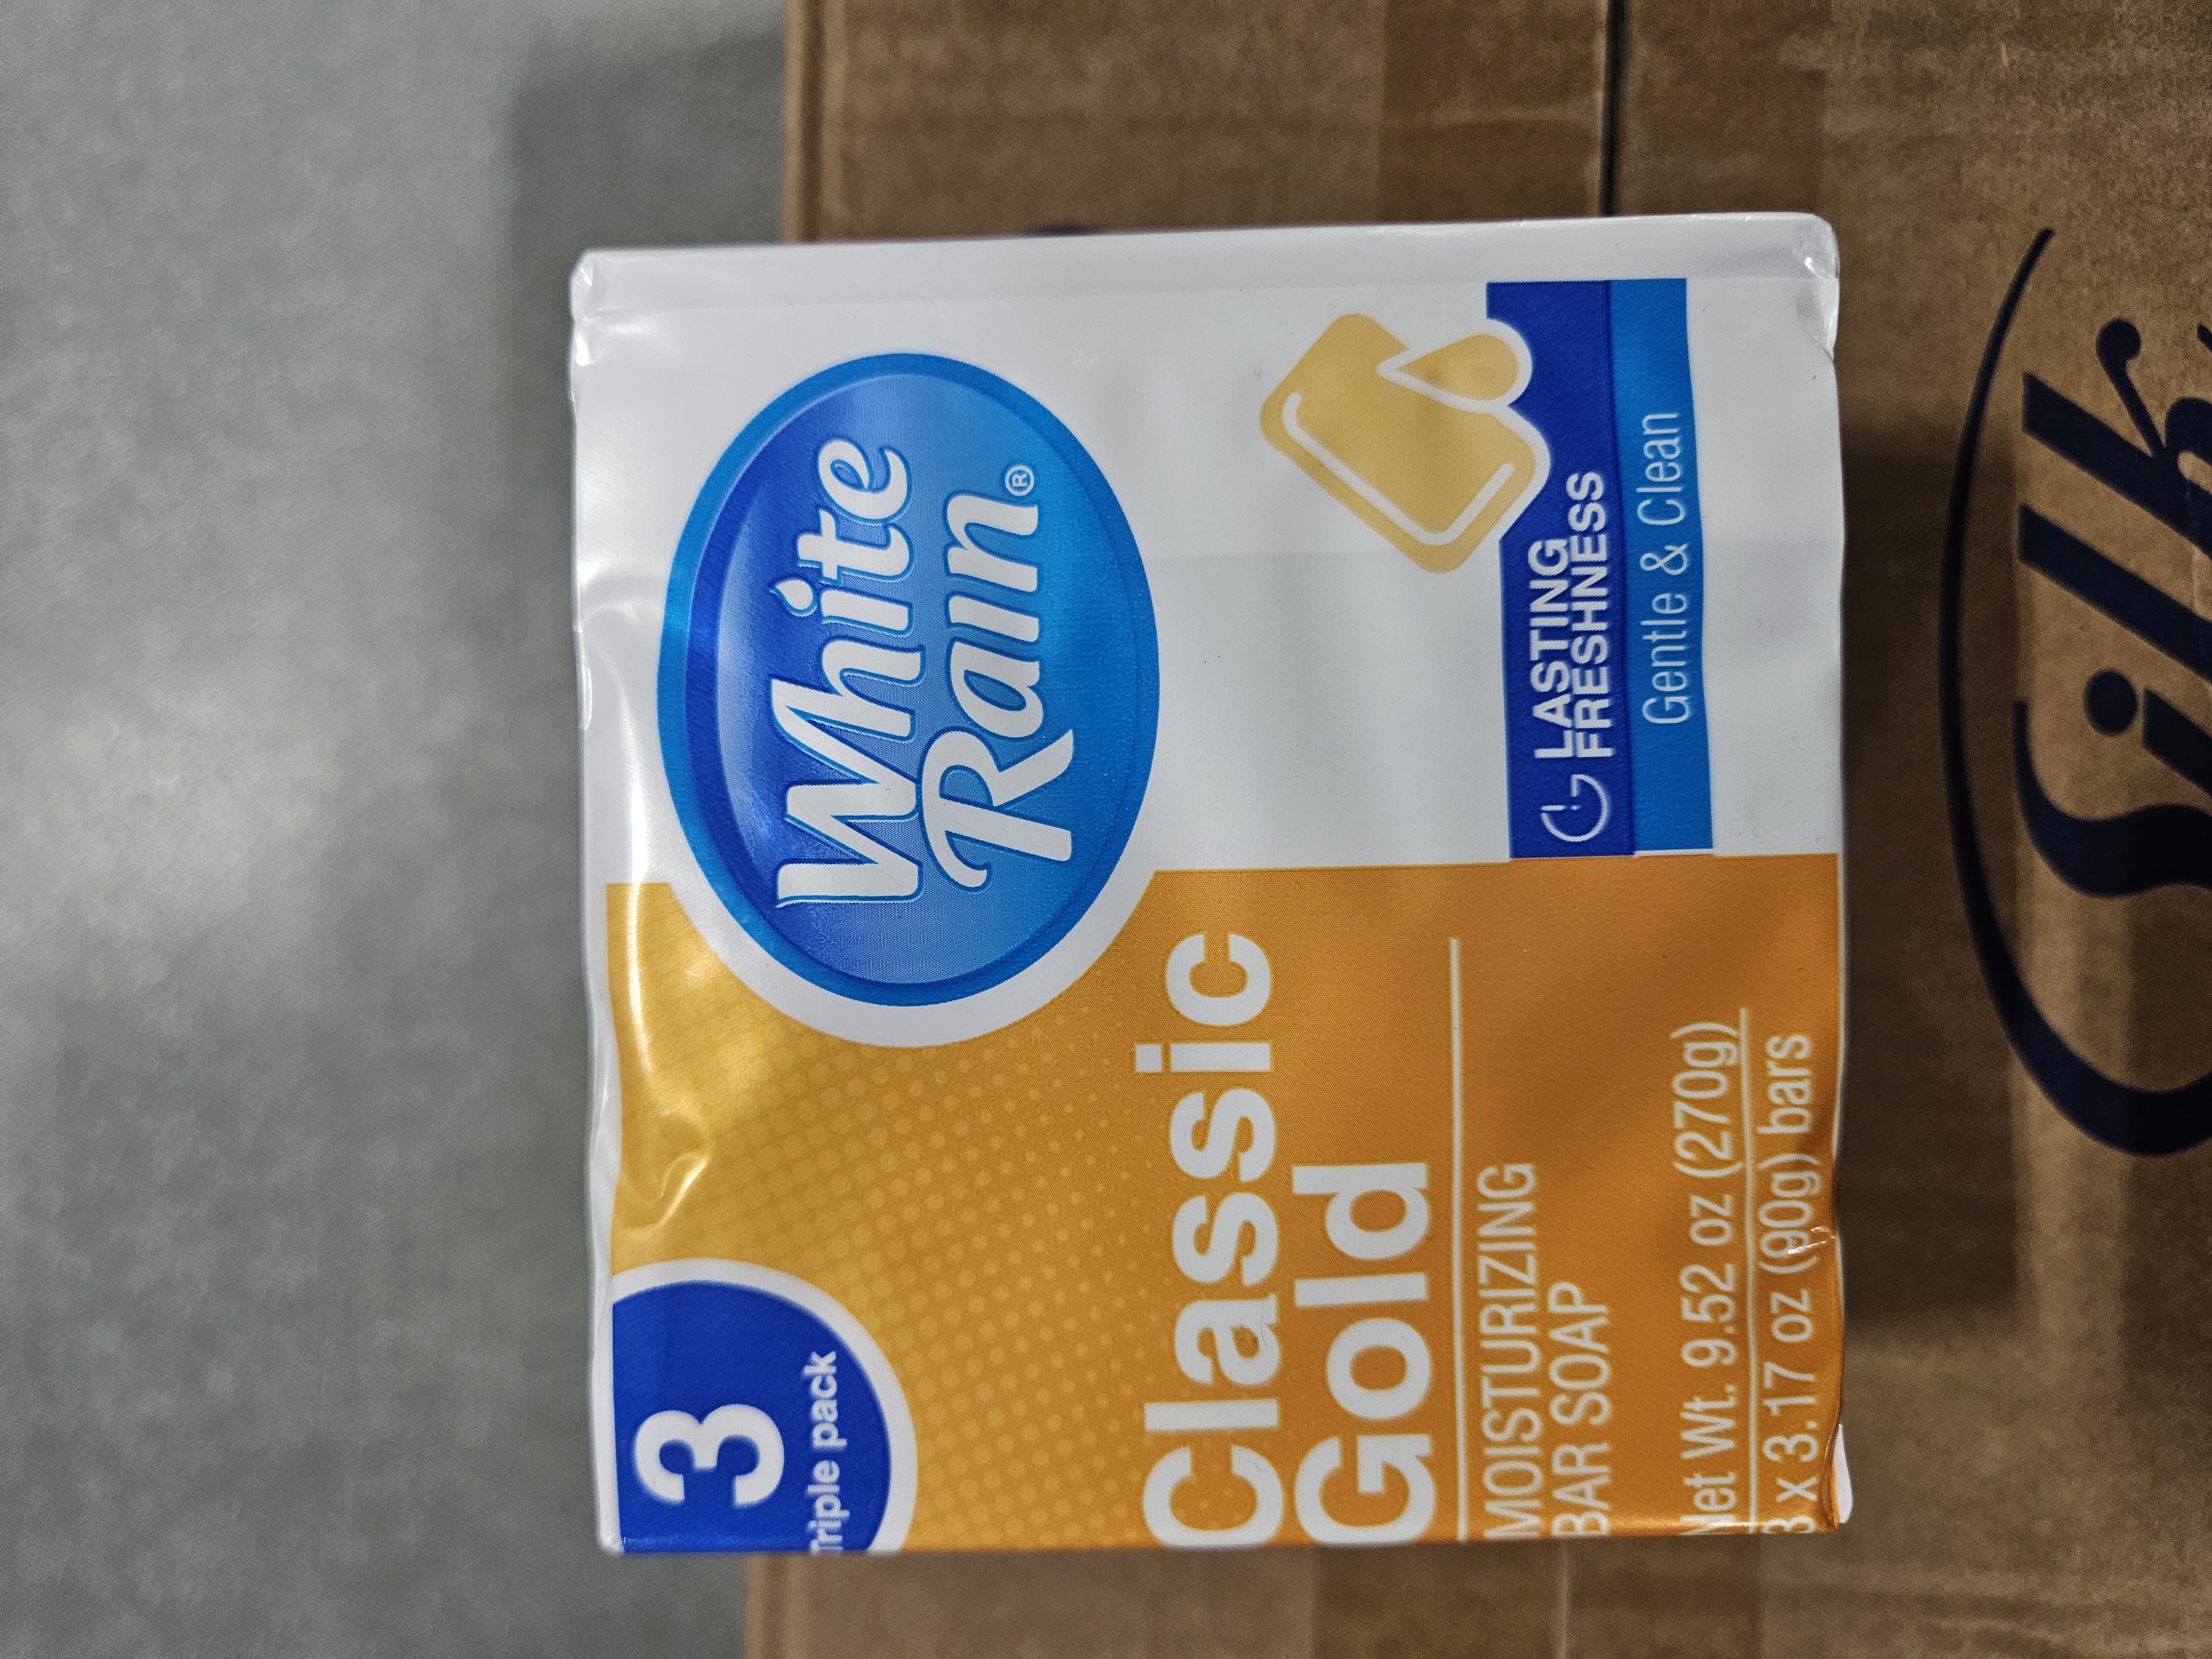 3
Triple pack
White
Rain®
Classic
Gold
MOISTURIZING
BAR SOAP
Net Wt. 9.52 oz (270g)
3 x 3.17 oz (90g) bars
LASTING
FRESHNESS
Gentle & Clean
Silk